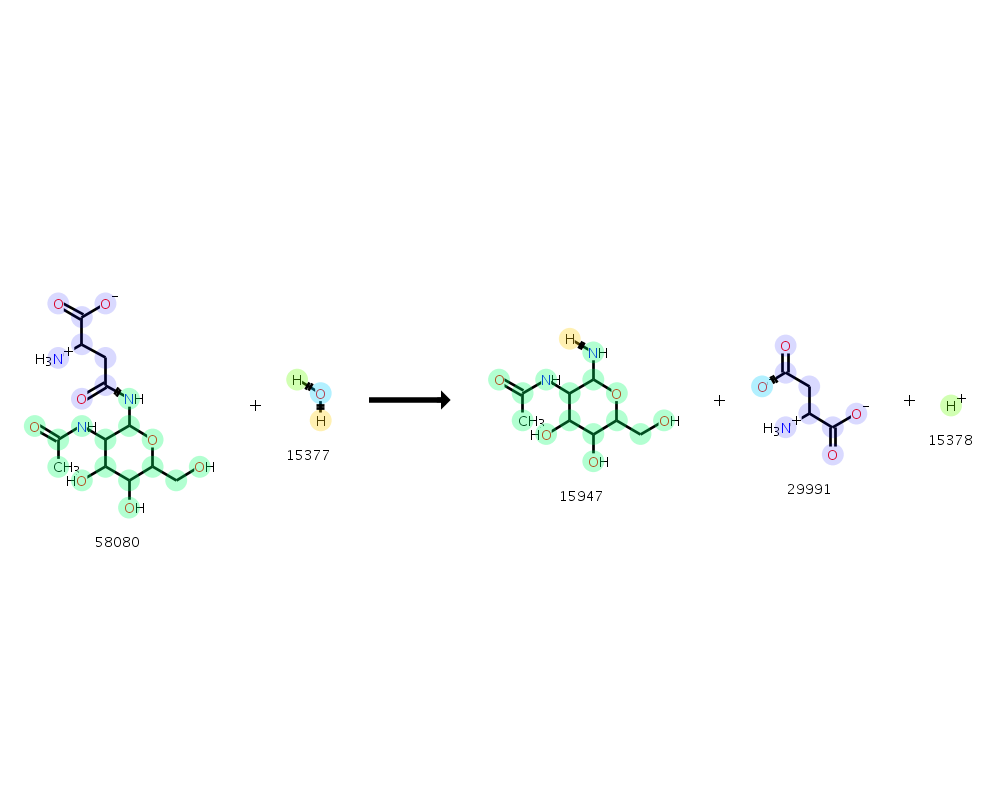 O O⁻
H₃N⁺
O NH
O NH O
CH₃ HO OH
OH
58080
+
H O
H
15377
H NH
O NH O
CH₃ HO OH
OH
15947
+
O
O
H₃N⁺ O⁻
O
29991
+
H⁺
15378